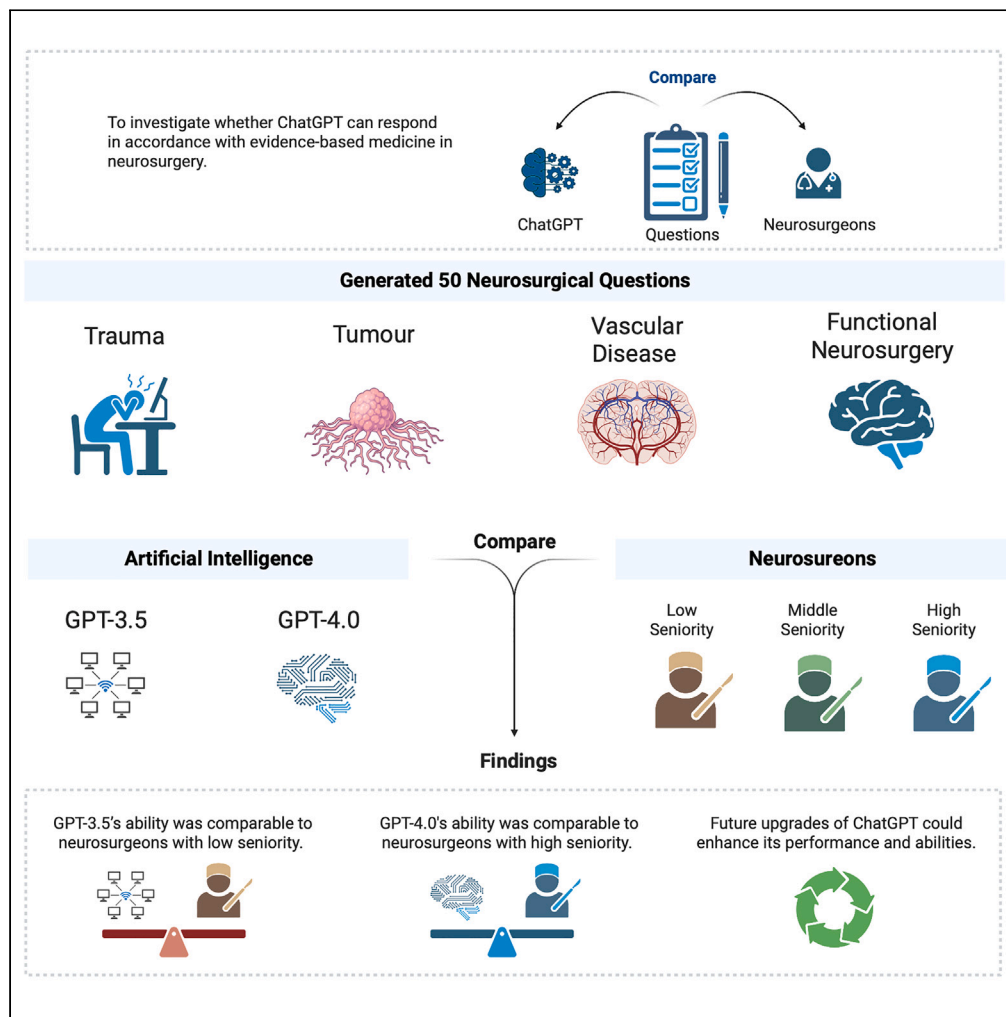 Compare
To investigate whether ChatGPT can respond
in accordance with evidence-based medicine in
neurosurgery.
ChatGPT
Questions
Neurosurgeons
Generated 50 Neurosurgical Questions
Trauma
Tumour
Vascular
Disease
Functional
Neurosurgery
Compare
Artificial Intelligence
Neurosureons
GPT-3.5
GPT-4.0
Low
Seniority
Middle
Seniority
High
Seniority
Findings
GPT-3.5’s ability was comparable to
neurosurgeons with low seniority.
GPT-4.0's ability was comparable to
neurosurgeons with high seniority.
Future upgrades of ChatGPT could
enhance its performance and abilities.